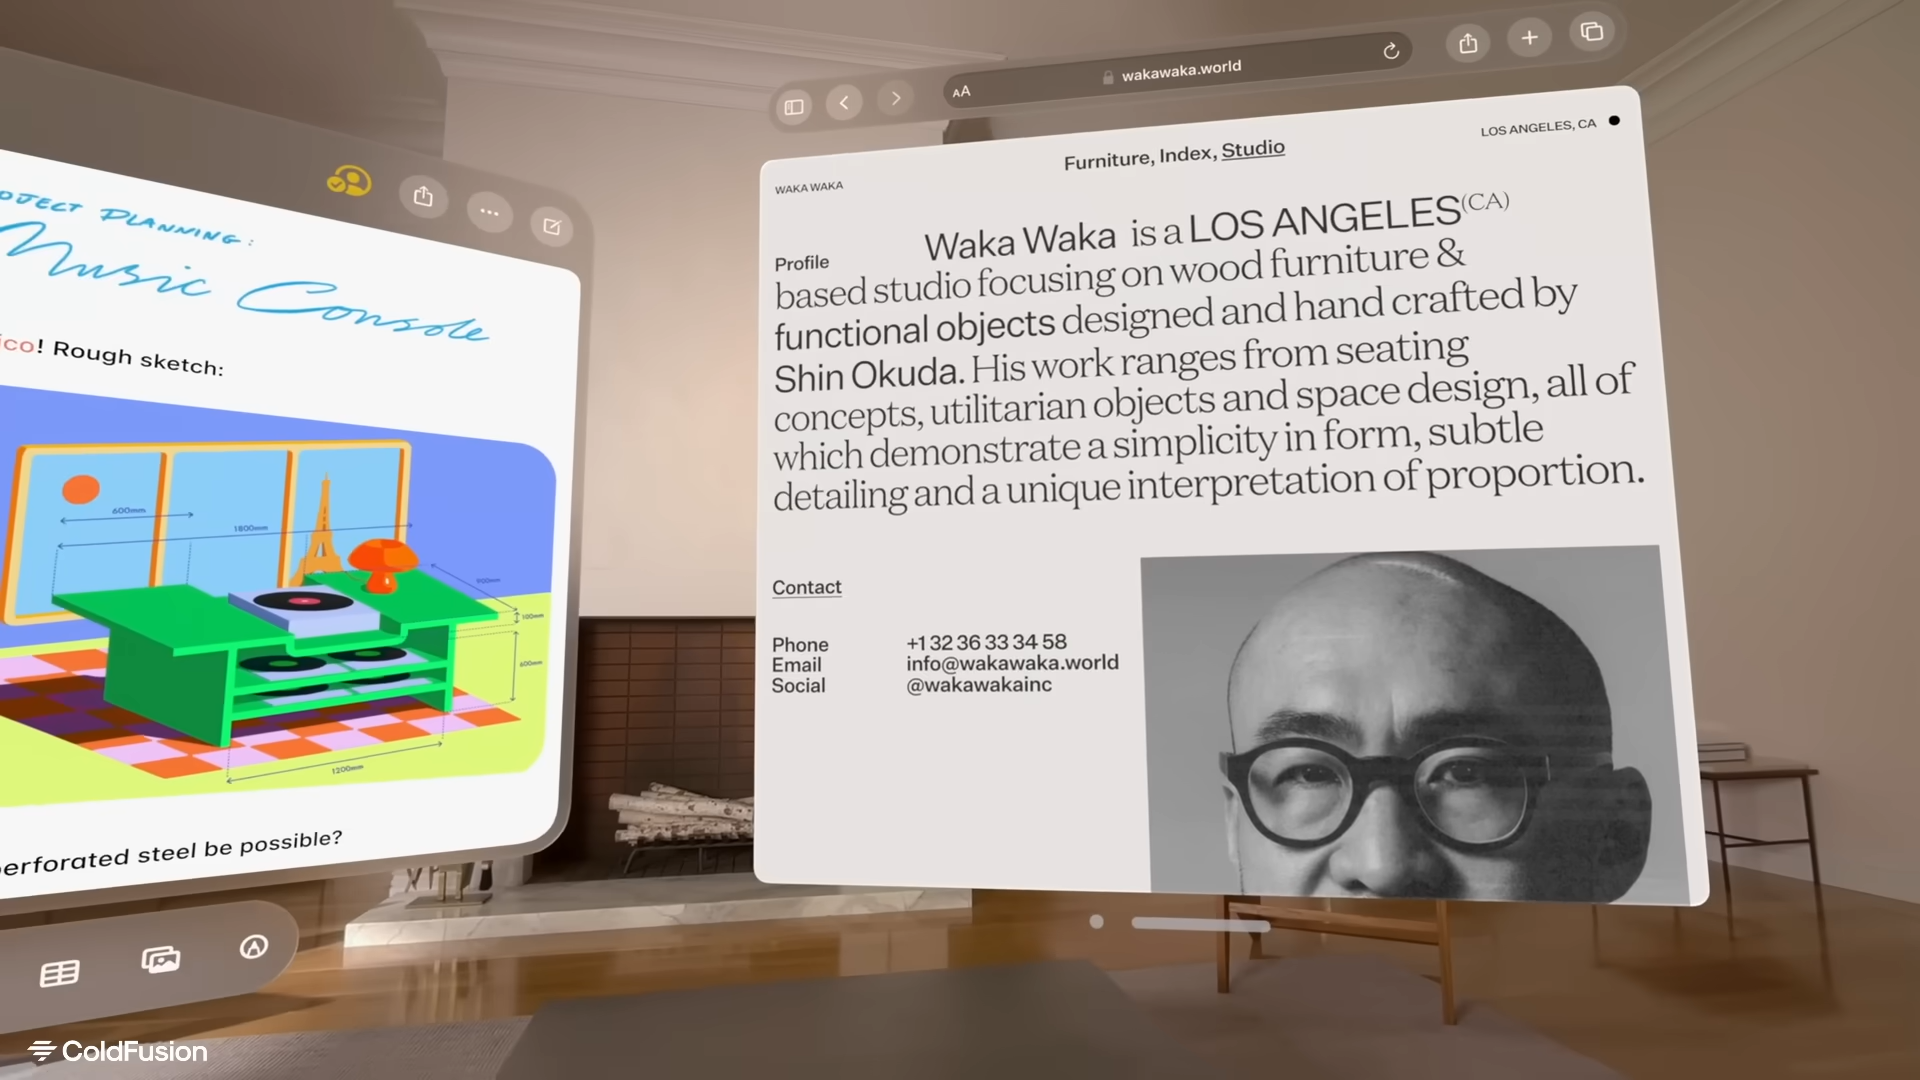 OJECT PLANNING:
Music Console
ico! Rough sketch:
600mm
1800mm
900mm
100mm
600mm
1200mm
perforated steel be possible?
AA
wakawaka.world
WAKA WAKA
Furniture, Index, Studio
LOS ANGELES, CA
Profile
Waka Waka is a LOS ANGELES(CA)
based studio focusing on wood furniture &
functional objects designed and hand crafted by
Shin Okuda. His work ranges from seating
concepts, utilitarian objects and space design, all of
which demonstrate a simplicity in form, subtle
detailing and a unique interpretation of proportion.
Contact
Phone +1 32 36 33 34 58
Email info@wakawaka.world
Social @wakawakainc
ColdFusion